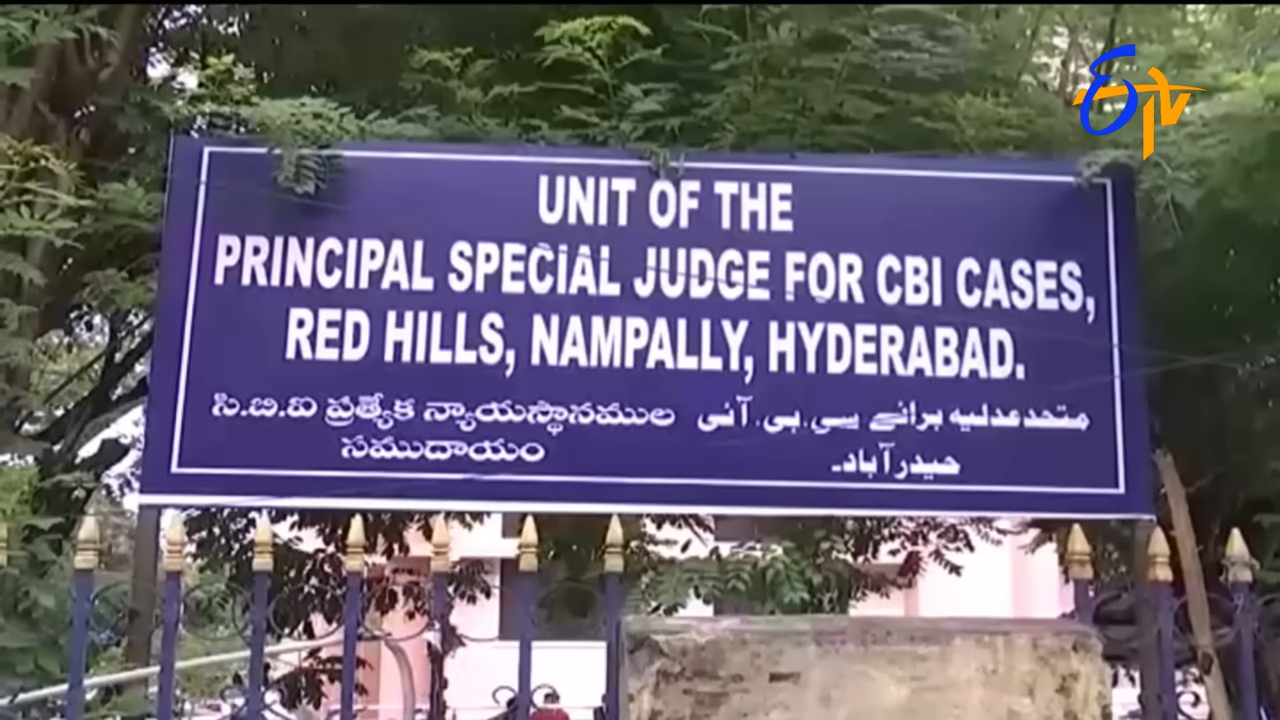 ETV
UNIT OF THE
PRINCIPAL SPECIAL JUDGE FOR CBI CASES,
RED HILLS, NAMPALLY, HYDERABAD.
సి.బి.ఐ ప్రత్యేక న్యాయస్థానముల
సముదాయం
متحدعدلیہ برائے سی.بی.آئی
حیدرآباد۔